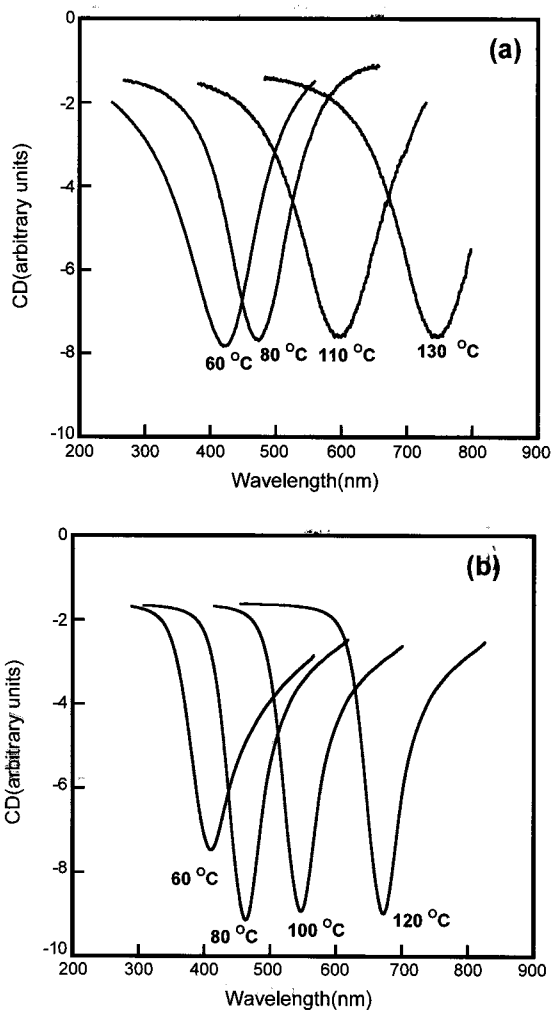 (a)
0
-2
-4
-6
-8
-10
CD(arbitrary units)
60 °C
80 °C
110 °C
130 °C
200 300 400 500 600 700 800 900
Wavelength(nm)
(b)
0
-2
-4
-6
-8
-10
CD(arbitrary units)
60 °C
80 °C
100 °C
120 °C
200 300 400 500 600 700 800 900
Wavelength(nm)